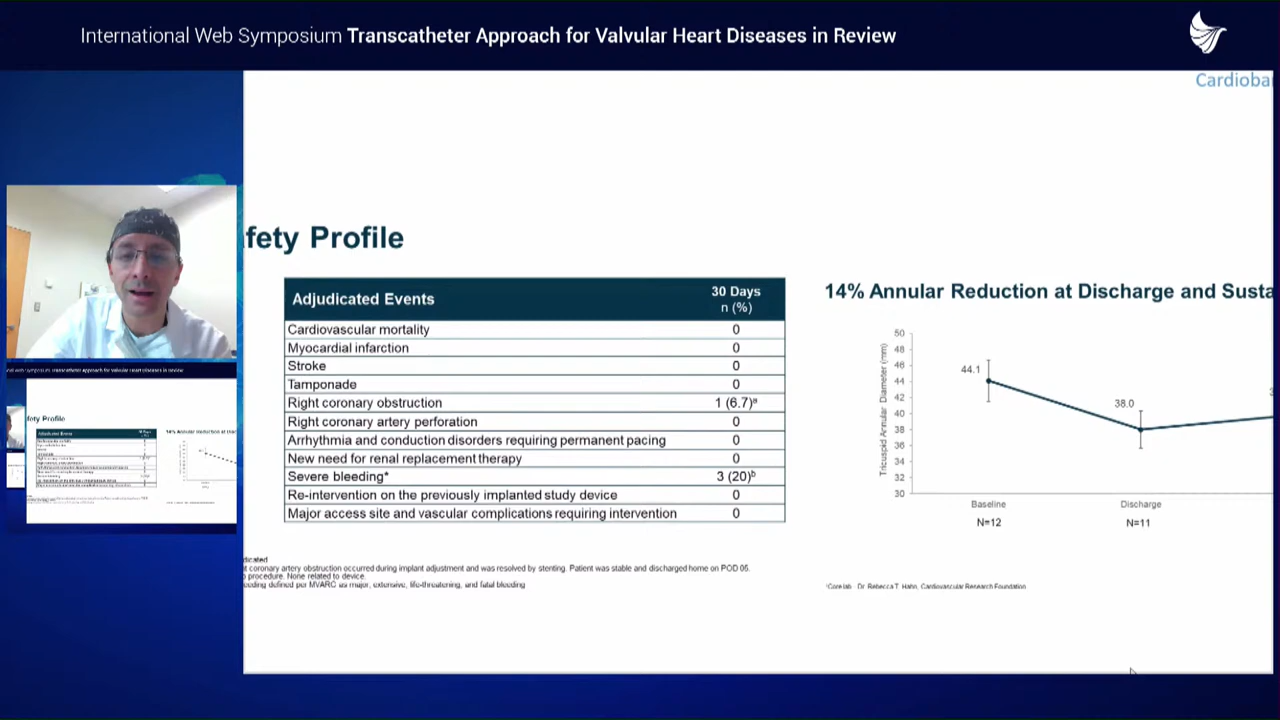 International Web Symposium Transcatheter Approach for Valvular Heart Diseases in Review
Cardioba
fety Profile
Adjudicated Events 30 Days n (%)
Cardiovascular mortality 0
Myocardial infarction 0
Stroke 0
Tamponade 0
Right coronary obstruction 1 (6.7)ª
Right coronary artery perforation 0
Arrhythmia and conduction disorders requiring permanent pacing 0
New need for renal replacement therapy 0
Severe bleeding* 3 (20)ᵇ
Re-intervention on the previously implanted study device 0
Major access site and vascular complications requiring intervention 0
dicated
t coronary artery obstruction occurred during implant adjustment and was resolved by stenting. Patient was stable and discharged home on POD 05.
procedure. None related to device.
eeding defined per MVARC as major, extensive, life-threatening, and fatal bleeding
14% Annular Reduction at Discharge and Susta
Tricuspid Annular Diameter (mm)
50
48
46
44
42
40
38
36
34
32
30
44.1
38.0
Baseline
Discharge
N=12
N=11
Core lab: Dr. Rebecca T. Hahn, Cardiovascular Research Foundation